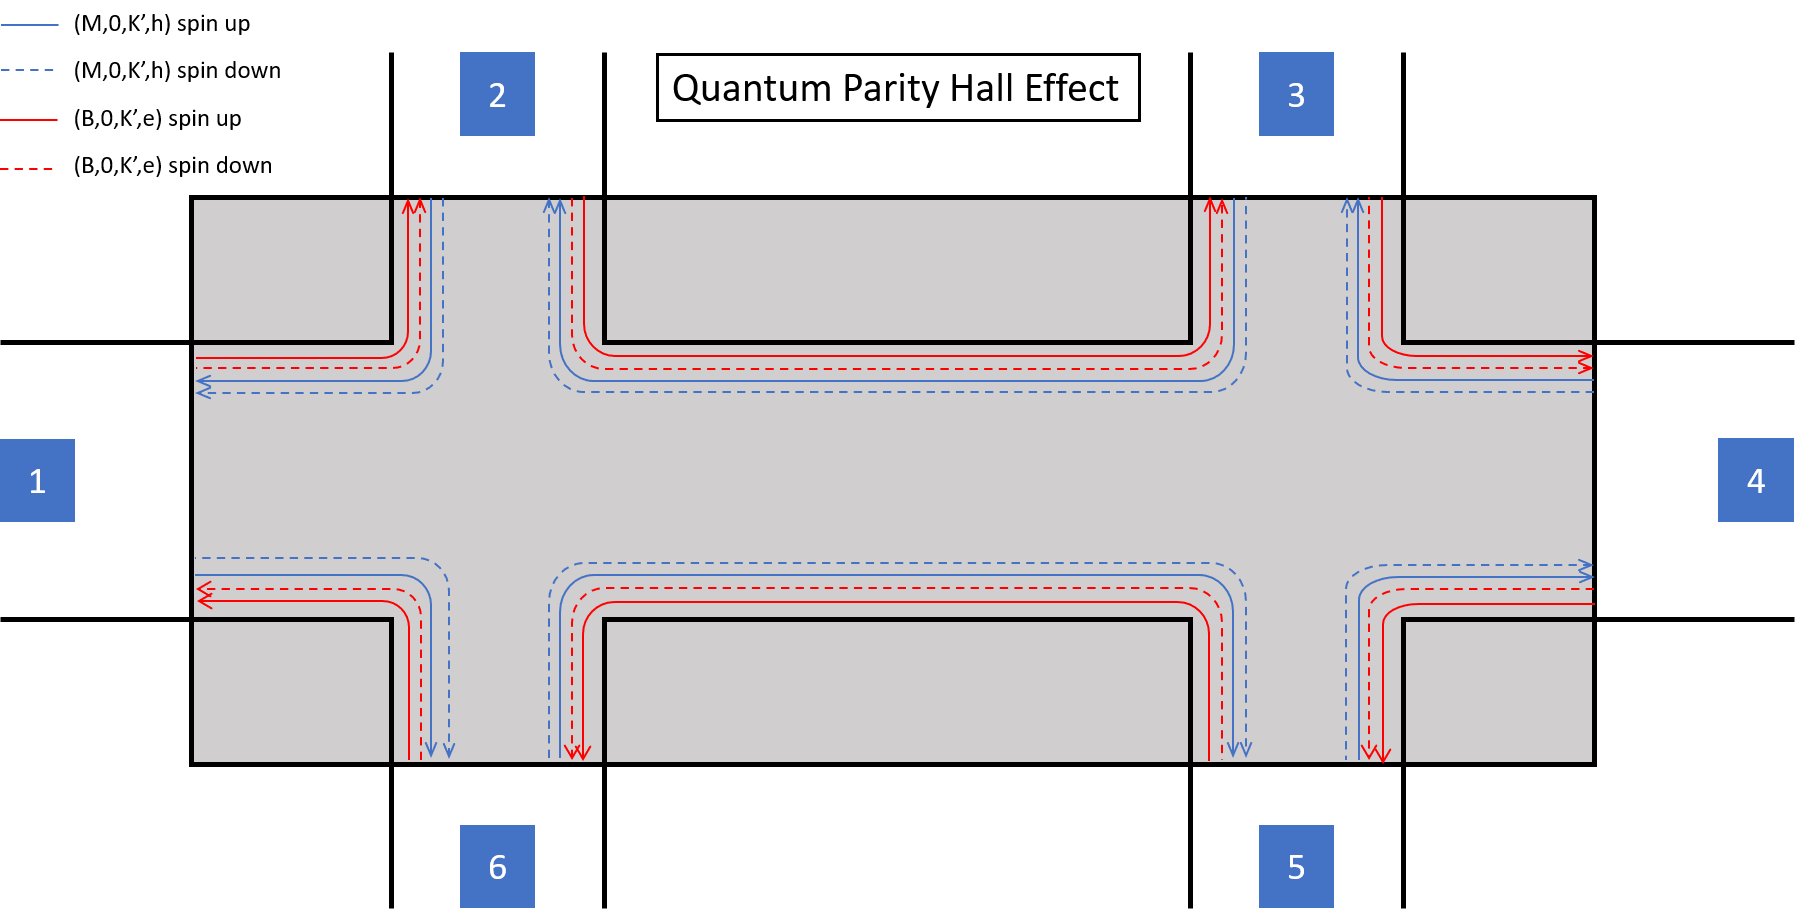 (M,0,K’,h) spin up
(M,0,K’,h) spin down
(B,0,K’,e) spin up
(B,0,K’,e) spin down
2
Quantum Parity Hall Effect
3
1
4
6
5